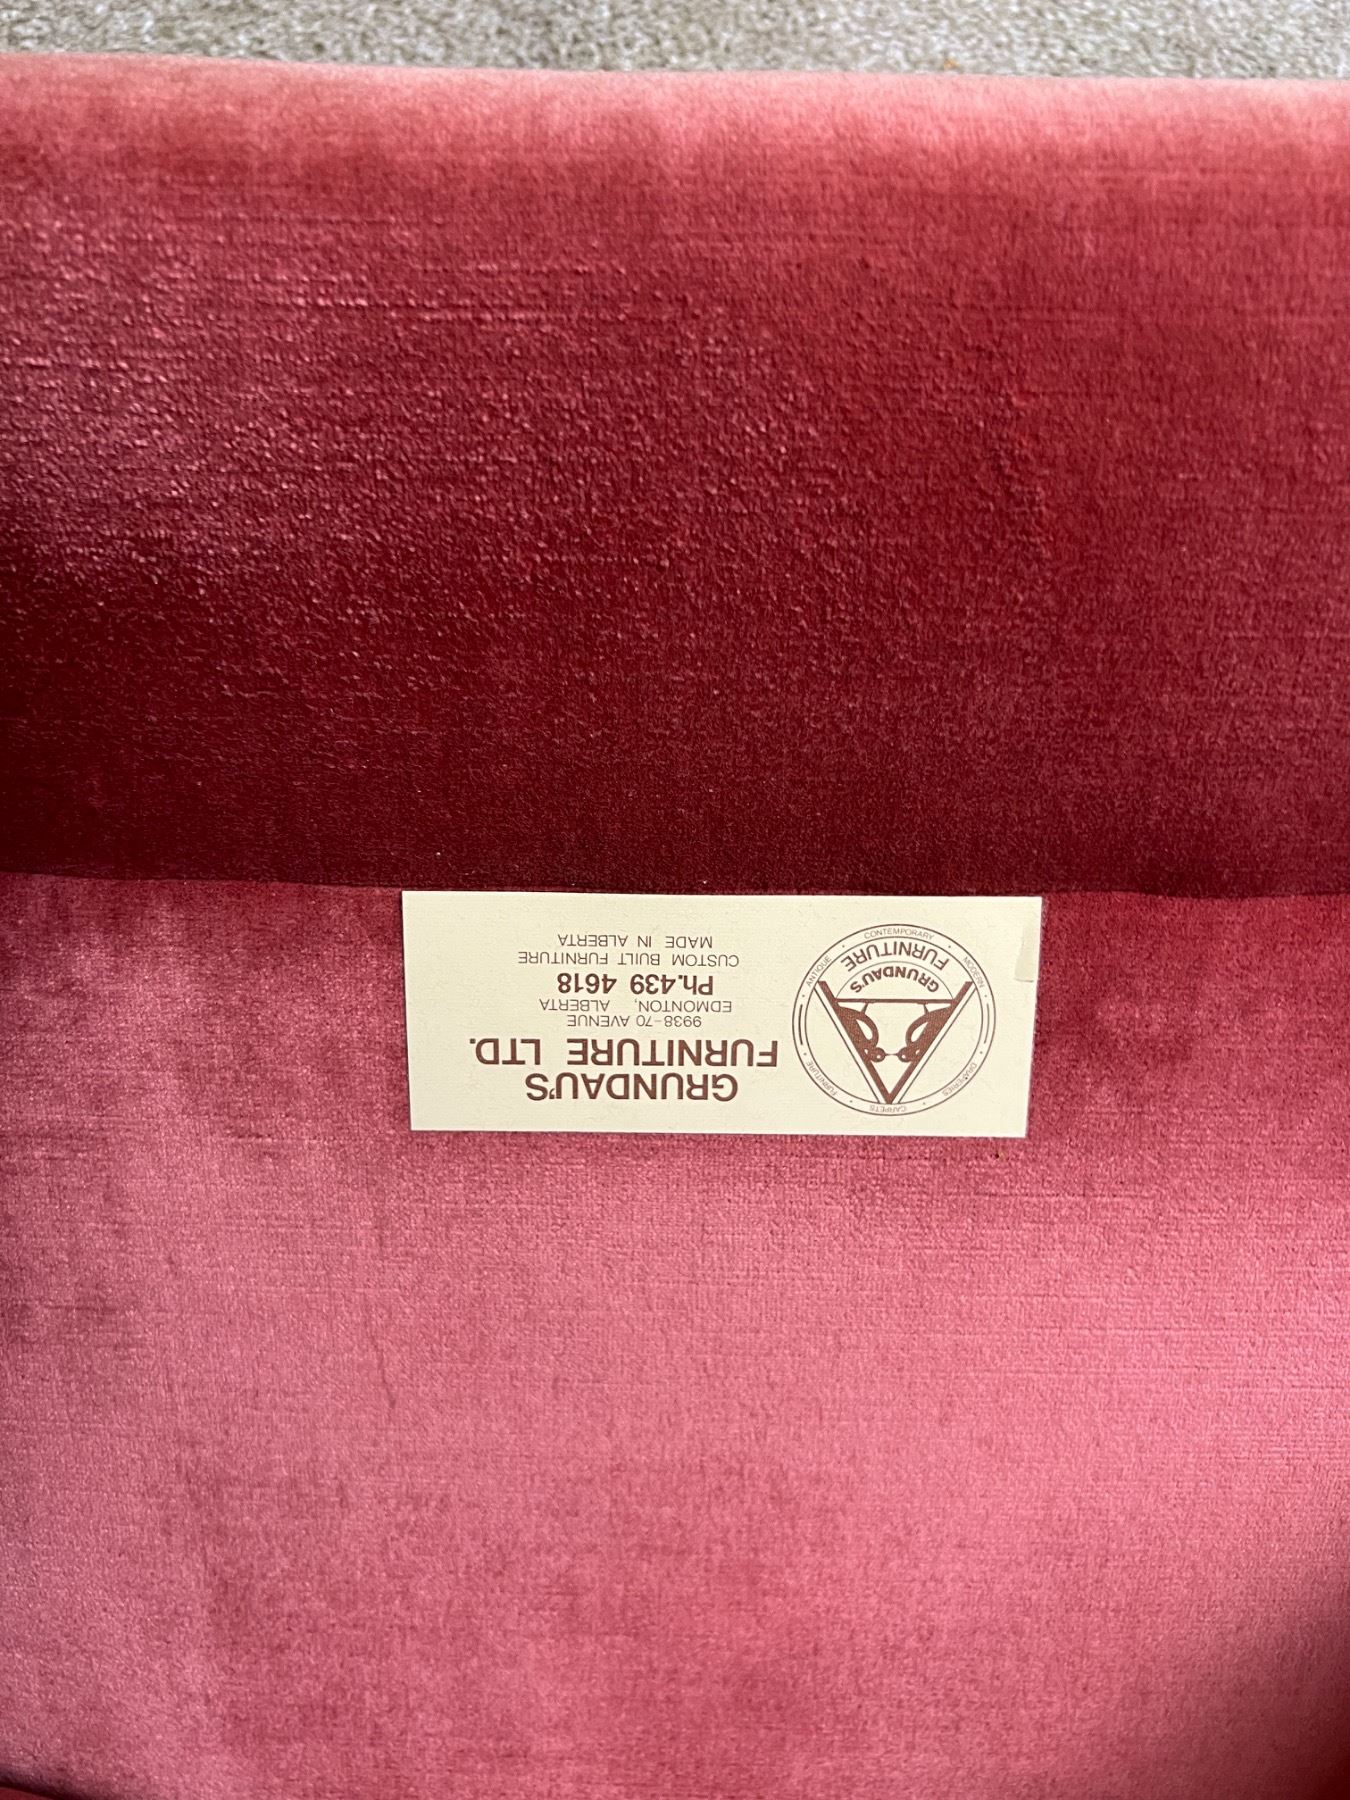 GRUNDAU'S
FURNITURE LTD.
9938-70 AVENUE
EDMONTON, ALBERTA
Ph.439 4618
CUSTOM BUILT FURNITURE
MADE IN ALBERTA
FURNITURE • CARPETS • DRAPERIES • MODERN • CONTEMPORARY • ANTIQUE
GRUNDAU'S
FURNITURE